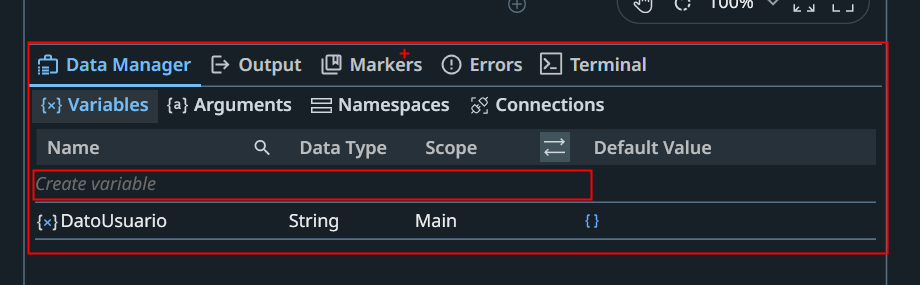 100%
Data Manager Output Markers Errors Terminal
{x} Variables {a} Arguments Namespaces Connections
Name Data Type Scope Default Value
Create variable
{x} DatoUsuario String Main { }